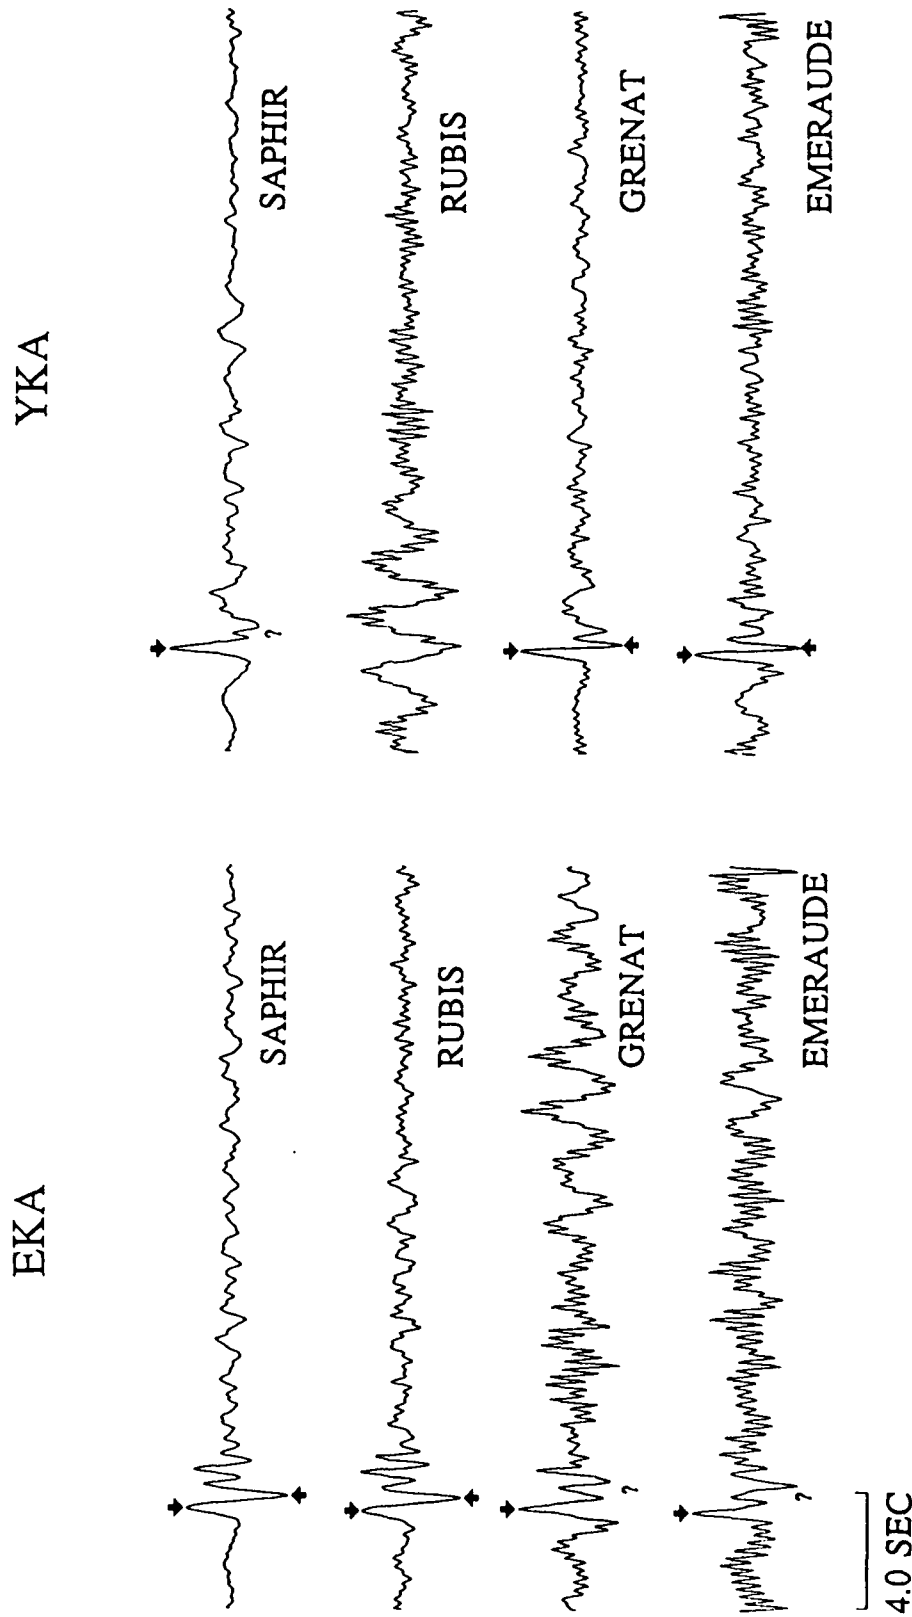 YKA
SAPHIR
?
RUBIS
GRENAT
EMERAUDE
EKA
SAPHIR
RUBIS
GRENAT
?
EMERAUDE
?
4.0 SEC